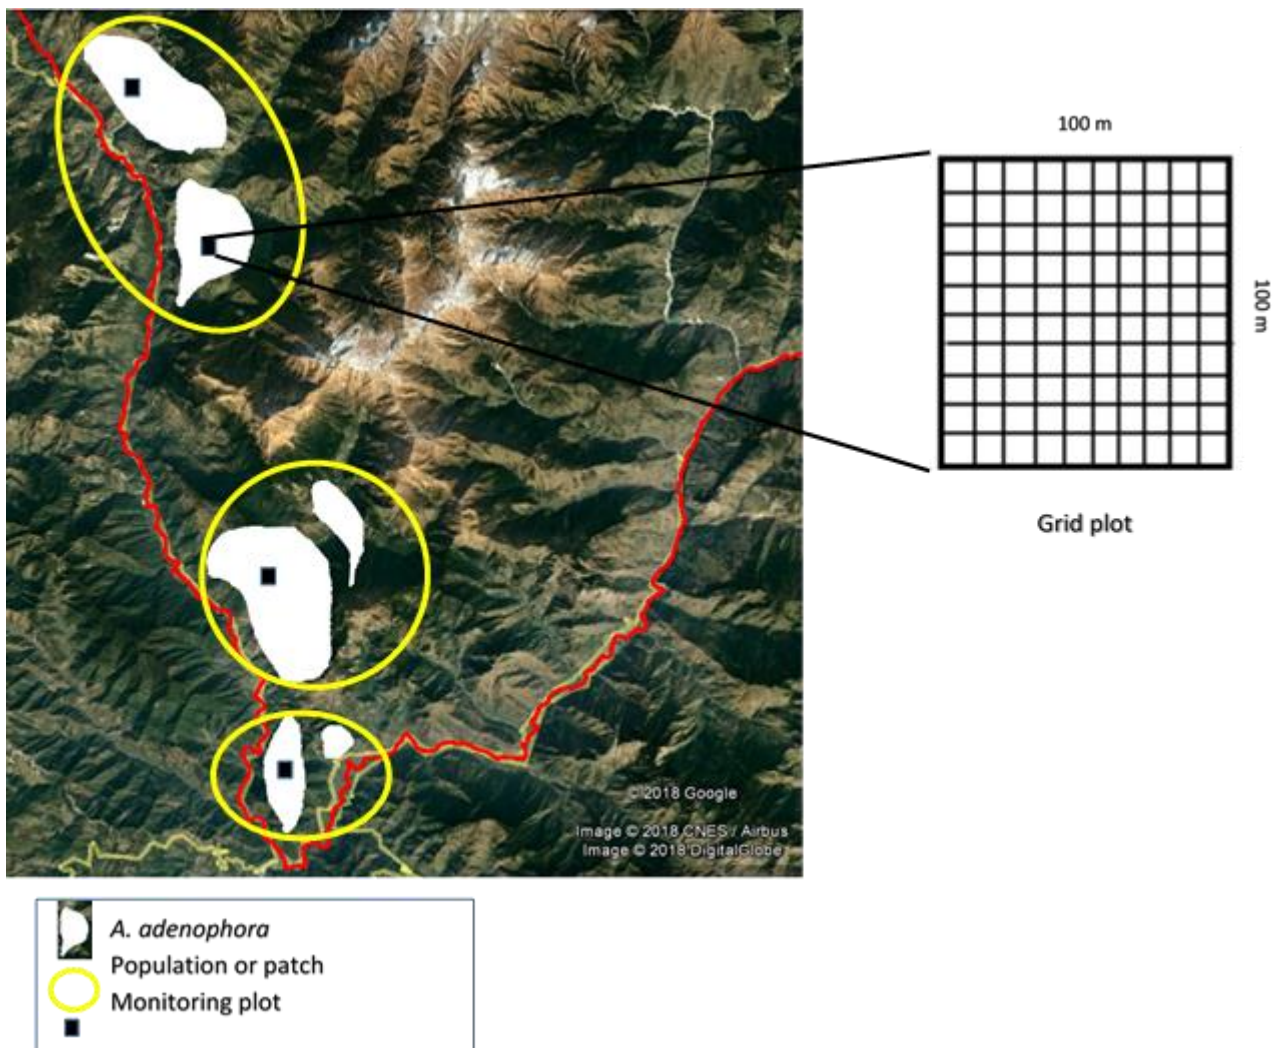 100 m
100 m
Grid plot
© 2018 Google
Image © 2018 CNES / Airbus
Image © 2018 DigitalGlobe
A. adenophora
Population or patch
Monitoring plot